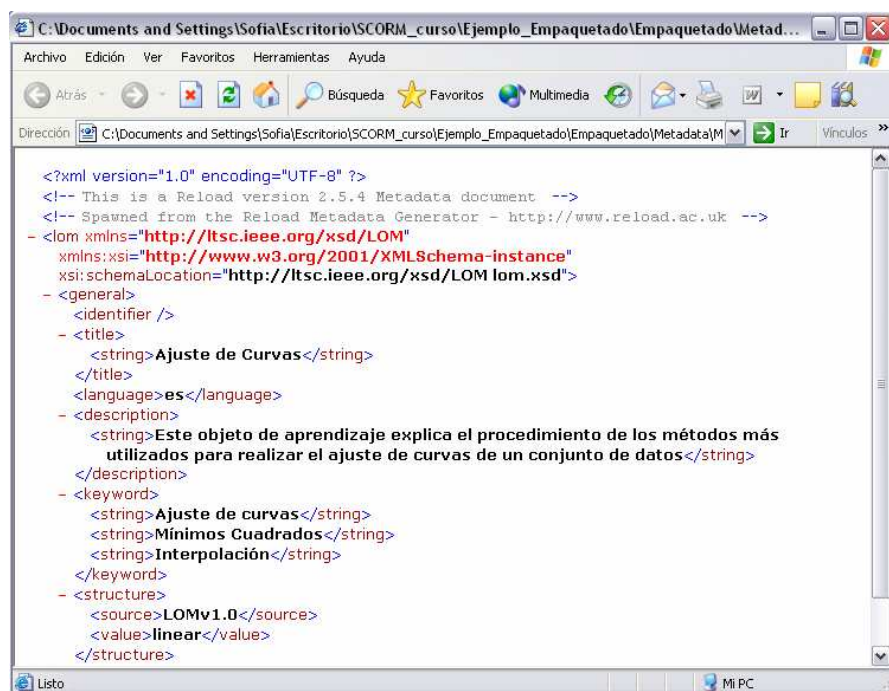 C:\Documents and Settings\Sofia\Escritorio\SCORM_curso\Ejemplo_Empaquetado\Empaquetado\Metad...
Archivo Edición Ver Favoritos Herramientas Ayuda
Atrás Búsqueda Favoritos Multimedia
Dirección C:\Documents and Settings\Sofia\Escritorio\SCORM_curso\Ejemplo_Empaquetado\Empaquetado\Metadata\M Ir Vínculos »
<?xml version="1.0" encoding="UTF-8" ?>
<!-- This is a Reload version 2.5.4 Metadata document -->
<!-- Spawned from the Reload Metadata Generator - http://www.reload.ac.uk -->
- <lom xmlns="http://ltsc.ieee.org/xsd/LOM"
xmlns:xsi="http://www.w3.org/2001/XMLSchema-instance"
xsi:schemaLocation="http://ltsc.ieee.org/xsd/LOM lom.xsd">
- <general>
<identifier />
- <title>
<string>Ajuste de Curvas</string>
</title>
<language>es</language>
- <description>
<string>Este objeto de aprendizaje explica el procedimiento de los métodos más
utilizados para realizar el ajuste de curvas de un conjunto de datos</string>
</description>
- <keyword>
<string>Ajuste de curvas</string>
<string>Mínimos Cuadrados</string>
<string>Interpolación</string>
</keyword>
- <structure>
<source>LOMv1.0</source>
<value>linear</value>
</structure>
Listo Mi PC